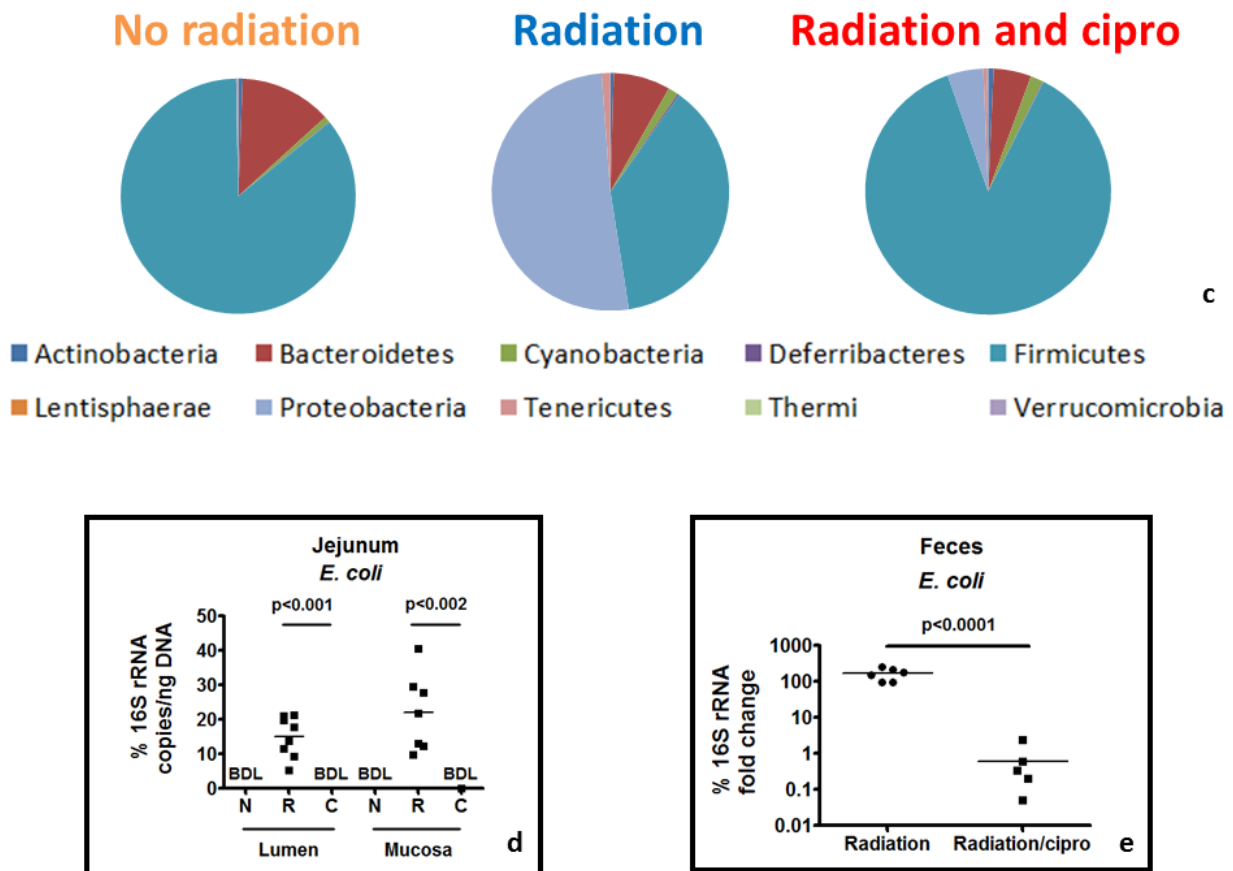 No radiation Radiation Radiation and cipro
c
Actinobacteria Bacteroidetes Cyanobacteria Deferribacteres Firmicutes
Lentisphaerae Proteobacteria Tenericutes Thermi Verrucomicrobia
Jejunum
E. coli
p<0.001 p<0.002
% 16S rRNA
copies/ng DNA
50
40
30
20
10
0
BDL BDL BDL BDL
N R C N R C
Lumen Mucosa
d
Feces
E. coli
p<0.0001
% 16S rRNA
fold change
1000
100
10
1
0.1
0.01
Radiation Radiation/cipro
e